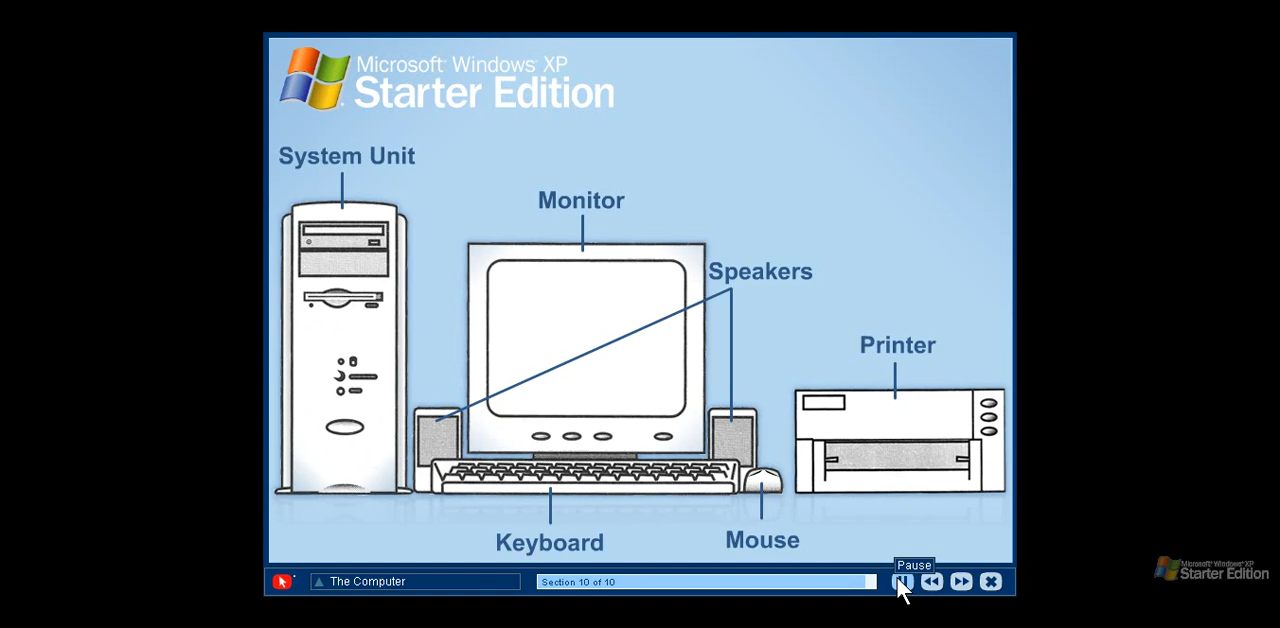 Microsoft Windows XP
Starter Edition
System Unit
Monitor
Speakers
Printer
Keyboard
Mouse
Pause
The Computer
Section 10 of 10
Microsoft Windows XP
Starter Edition